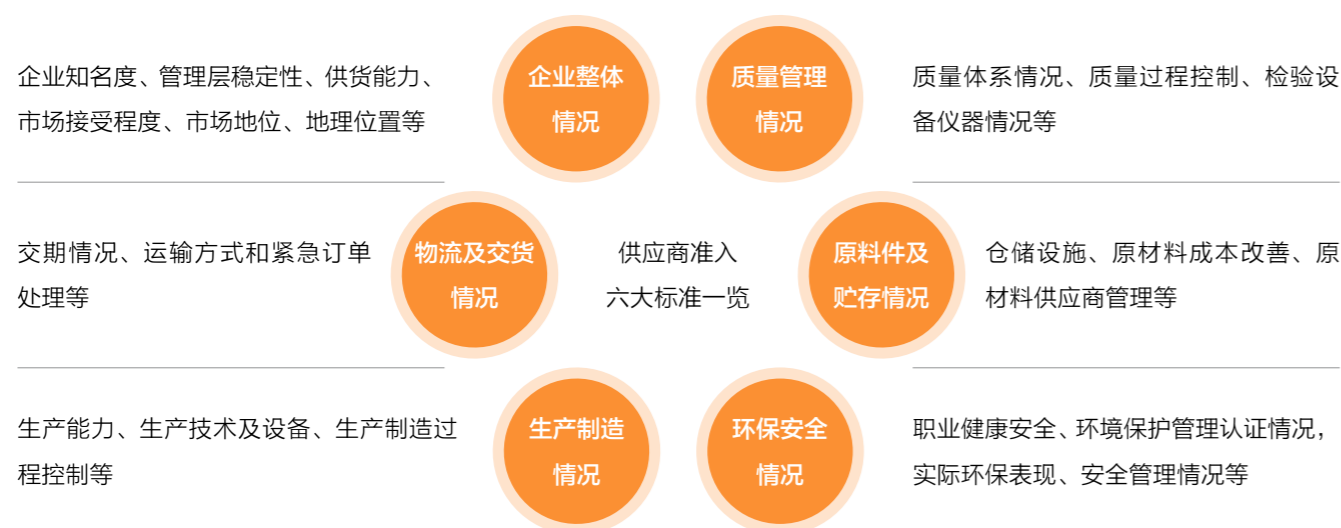 企业知名度、管理层稳定性、供货能力、
市场接受程度、市场地位、地理位置等
企业整体
情况
质量管理
情况
质量体系情况、质量过程控制、检验设
备仪器情况等
交期情况、运输方式和紧急订单
处理等
物流及交货
情况
供应商准入
六大标准一览
原料件及
贮存情况
仓储设施、原材料成本改善、原
材料供应商管理等
生产能力、生产技术及设备、生产制造过
程控制等
生产制造
情况
环保安全
情况
职业健康安全、环境保护管理认证情况，
实际环保表现、安全管理情况等